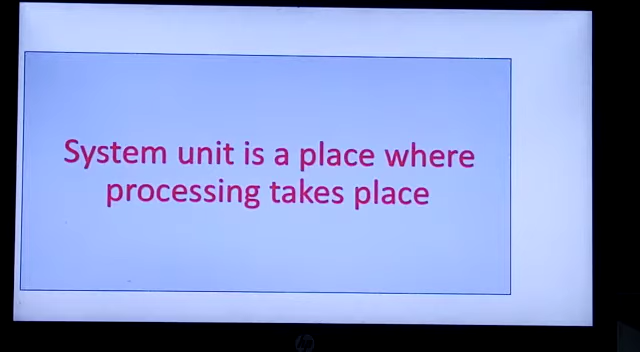 System unit is a place where
processing takes place